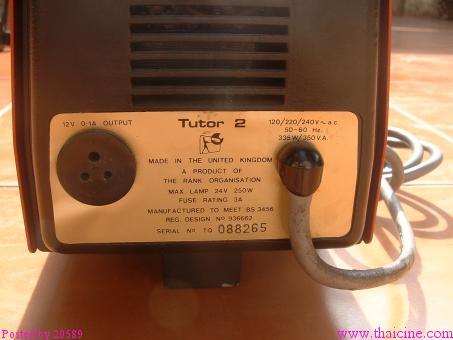 12V 0·1A OUTPUT
Tutor 2
120/220/240V ~ a.c.
50-60 Hz.
335W/350V.A.
MADE IN THE UNITED KINGDOM
A PRODUCT OF
THE RANK ORGANISATION
MAX. LAMP 24V 250W
FUSE RATING 3A
MANUFACTURED TO MEET BS 3456
REG. DESIGN Nº 936662
SERIAL Nº TQ 088265
Posted by 20589
www.thaicine.com